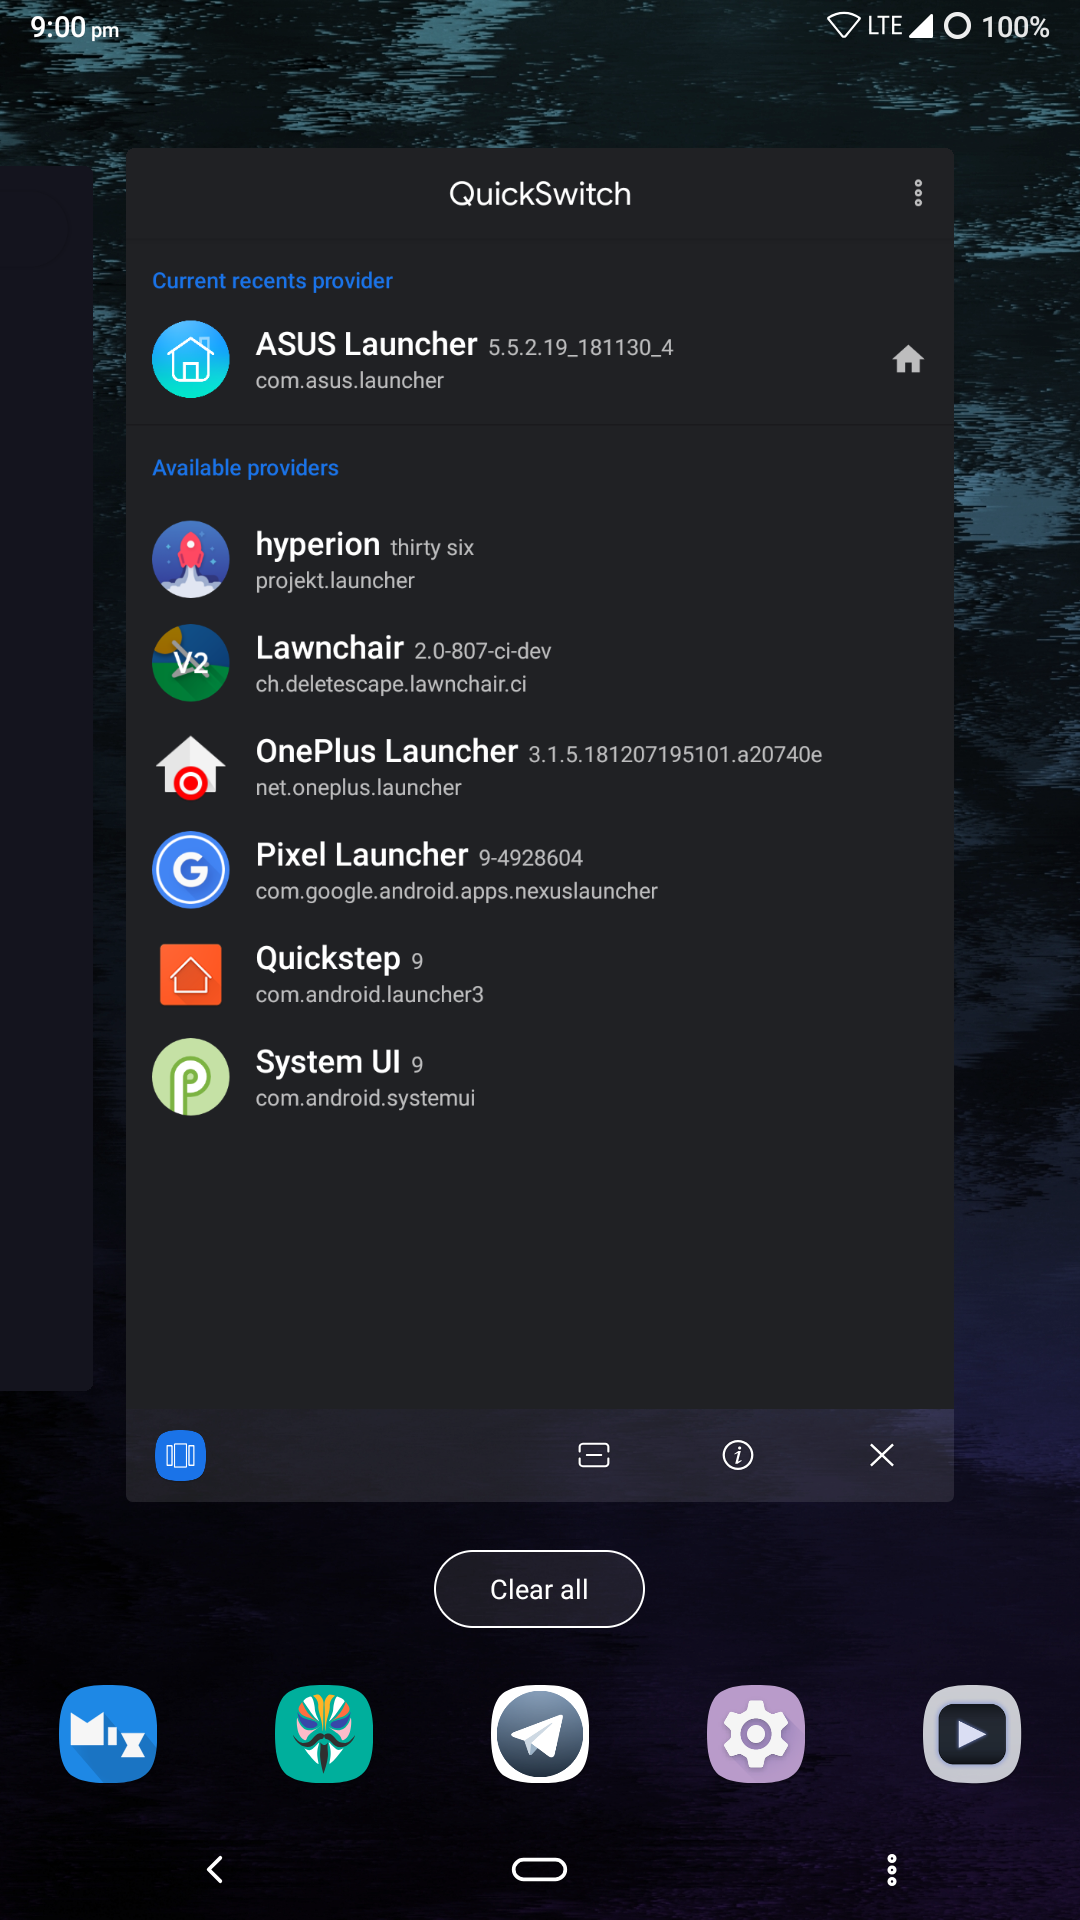 9:00 pm
LTE 100%
QuickSwitch
Current recents provider
ASUS Launcher 5.5.2.19_181130_4
com.asus.launcher
Available providers
hyperion thirty six
projekt.launcher
V2
Lawnchair 2.0-807-ci-dev
ch.deletescape.lawnchair.ci
OnePlus Launcher 3.1.5.181207195101.a20740e
net.oneplus.launcher
G
Pixel Launcher 9-4928604
com.google.android.apps.nexuslauncher
Quickstep 9
com.android.launcher3
System UI 9
com.android.systemui
Clear all
MiX